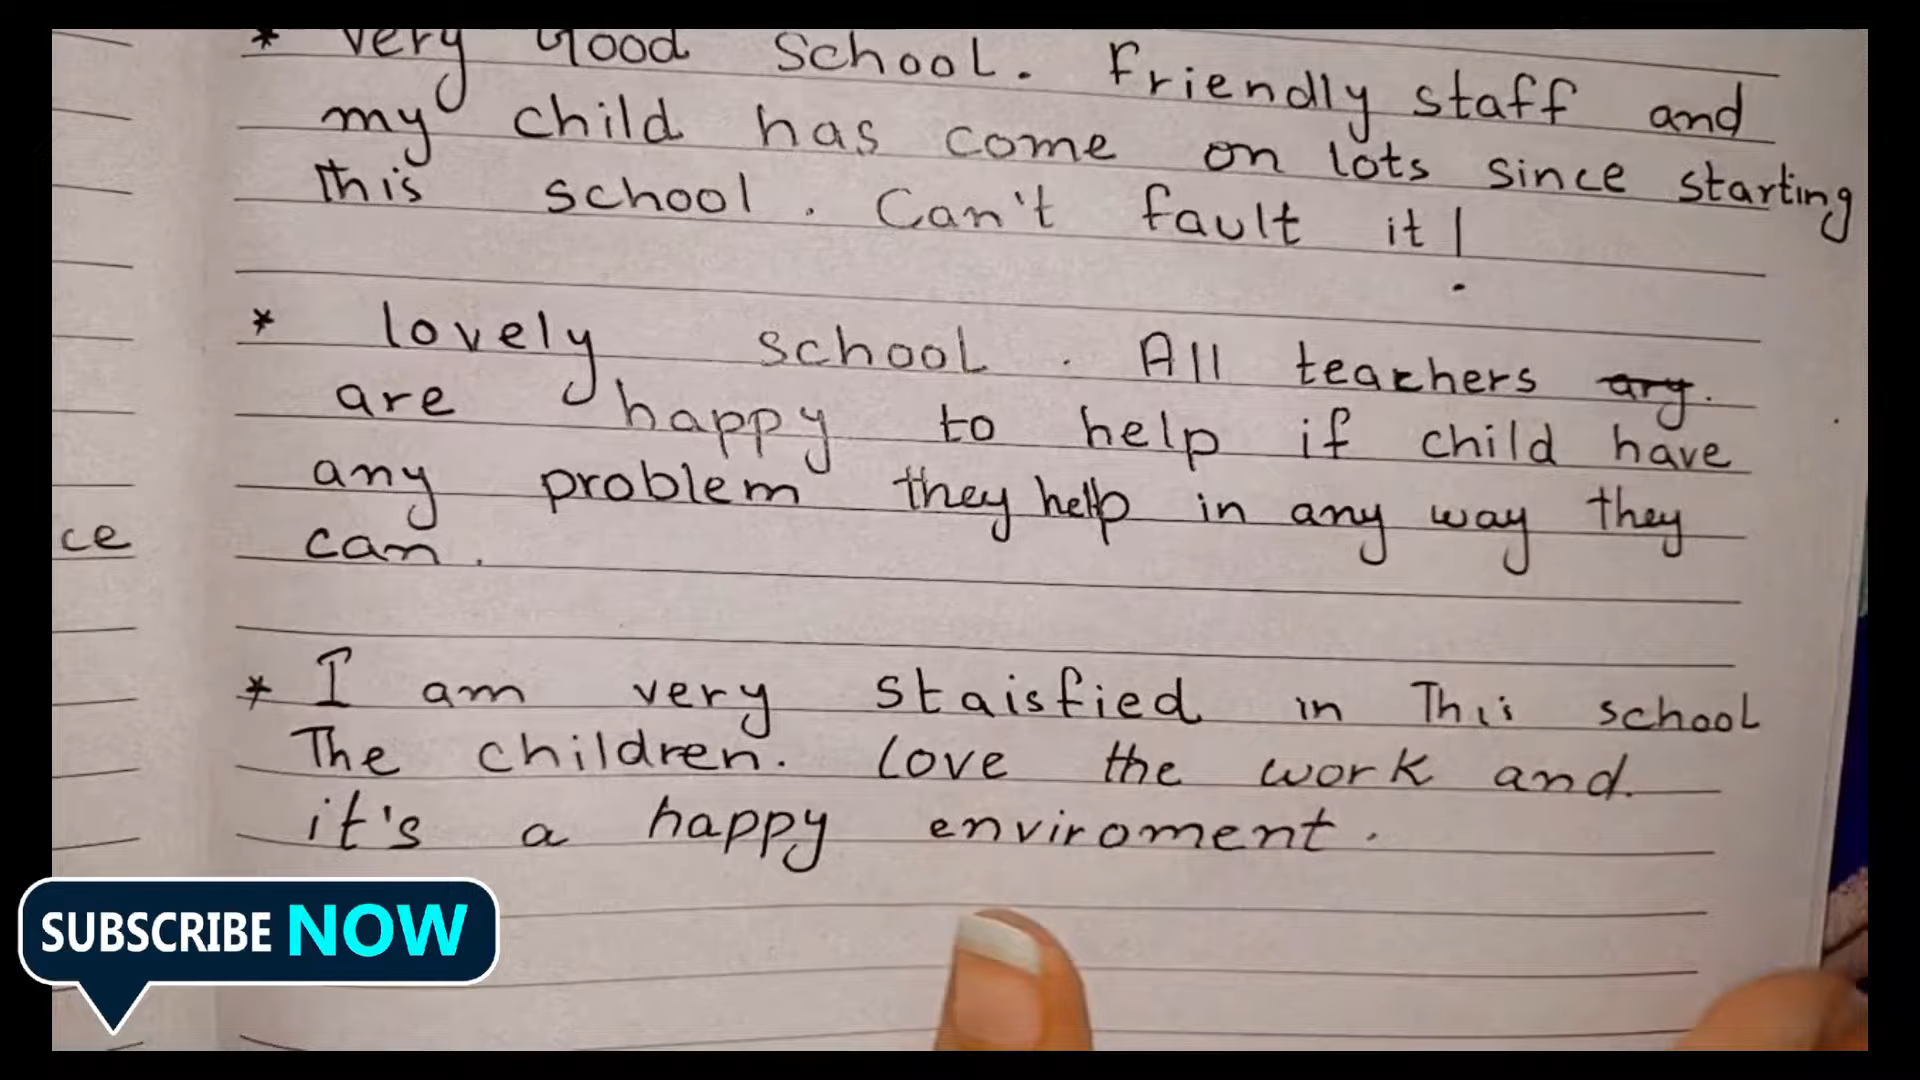 * Very Good School. Friendly staff and
my child has come on lots since starting
this school. Can't fault it!
* lovely school. All teachers
are happy to help if child have
any problem they help in any way they
ce
can.
* I am very staisfied in This school
The children. Love the work and.
it's a happy enviroment.
SUBSCRIBE NOW